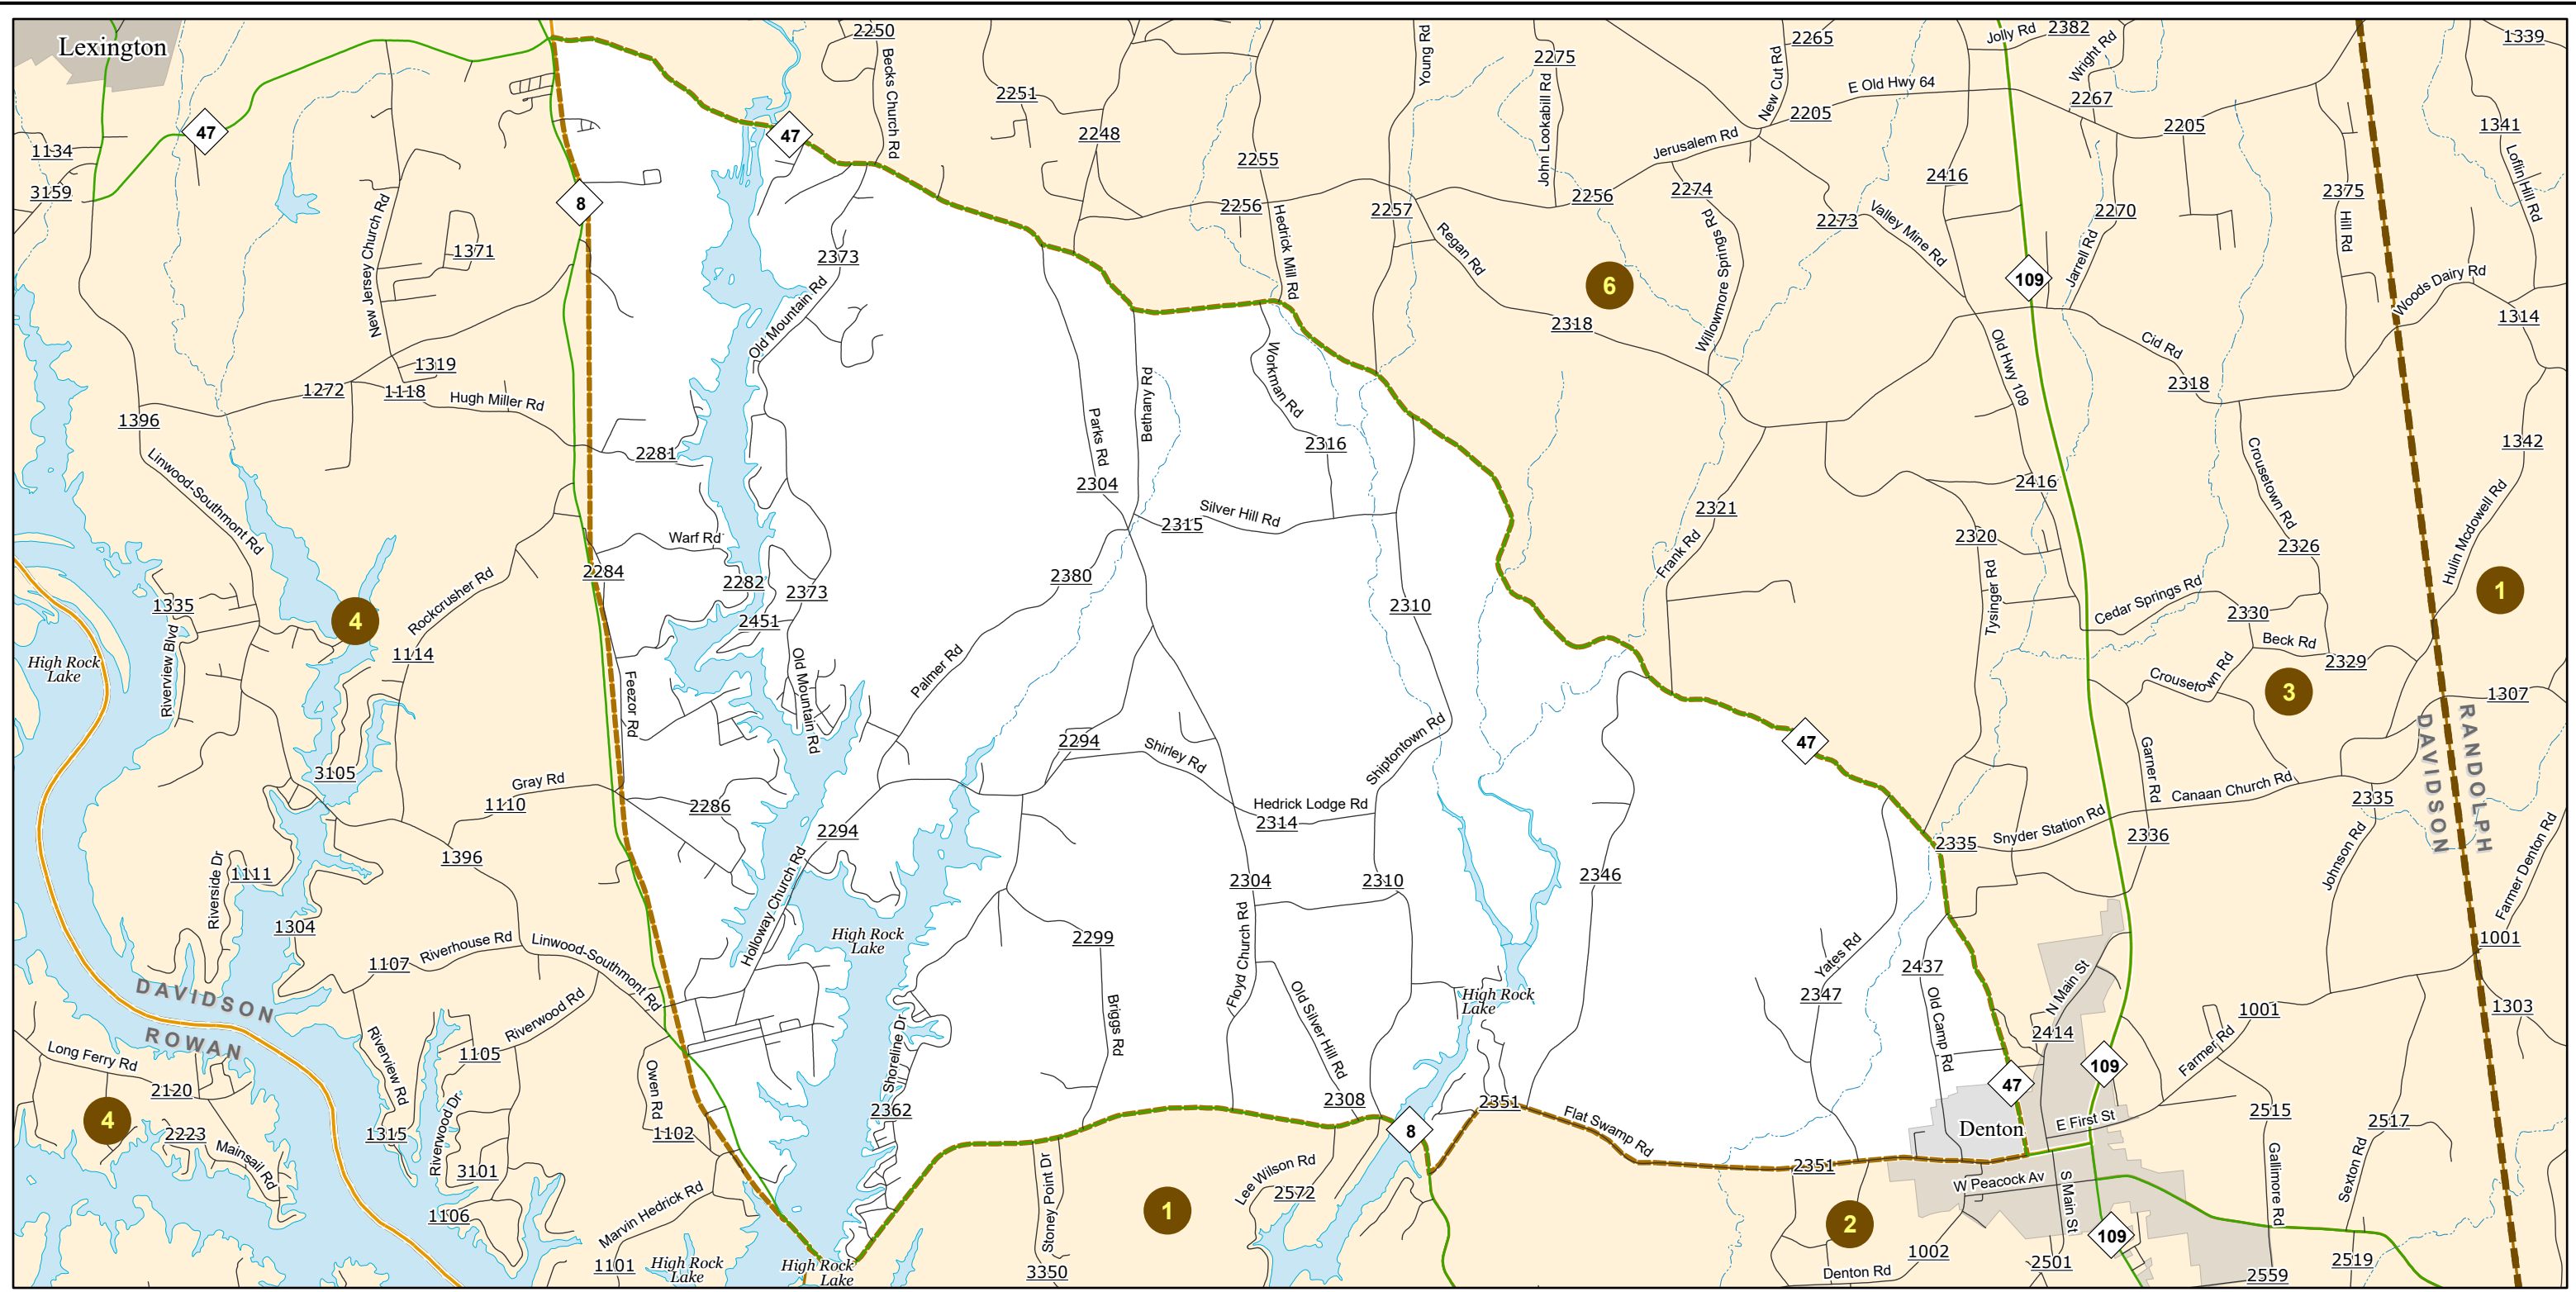 Lexington
2250
2265
Jolly Rd
2382
1339
Young Rd
Becks Church Rd
2275
New Cut Rd
Wright Rd
E Old Hwy 64
2251
John Lookabill Rd
2205
2267
47
47
2248
2205
1341
1134
Jerusalem Rd
2255
Loflin Hill Rd
3159
8
2256
2257
2256
2274
2416
2375
New Jersey Church Rd
Hedrick Mill Rd
2273
Valley Mine Rd
2270
Hill Rd
1371
2373
Regan Rd
Willowmore Springs Rd
Jarrell Rd
6
109
Woods Dairy Rd
Old Mountain Rd
2318
1314
1319
Workman Rd
Old Hwy 109
Cid Rd
1272
1118
Hugh Miller Rd
Bethany Rd
2318
1396
Parks Rd
2316
1342
2281
Linwood-Southmont Rd
2304
2416
Crousetown Rd
Silver Hill Rd
2315
2321
Hulin Mcdowell Rd
Warf Rd
2320
2326
2284
2282
2380
Frank Rd
1335
Rockcrusher Rd
2373
2310
Tysinger Rd
Cedar Springs Rd
1
4
2451
2330
Beck Rd
High Rock
Lake
Riverview Blvd
1114
Old Mountain Rd
Palmer Rd
2329
Feezor Rd
Crousetown Rd
3
1307
RANDOLPH
DAVIDSON
2294
Shirley Rd
Shiptontown Rd
47
Garner Rd
3105
Gray Rd
1110
2286
Hedrick Lodge Rd
2314
Canaan Church Rd
2335
2294
2335
Snyder Station Rd
2336
1396
Riverside Dr
1111
Holloway Church Rd
2304
2310
2346
Johnson Rd
Farmer Denton Rd
1304
High Rock
Lake
2299
Floyd Church Rd
1001
Riverhouse Rd
Linwood-Southmont Rd
1107
Yates Rd
2437
N Main St
DAVIDSON
ROWAN
Riverwood Rd
Old Silver Hill Rd
High Rock
Lake
2347
Old Camp Rd
1001
1303
Briggs Rd
2414
Long Ferry Rd
Riverview Rd
1105
Shoreline Dr
Farmer Rd
109
2120
Owen Rd
47
4
2362
2308
2351
Flat Swamp Rd
2515
2223
1315
Riverwood Dr
1102
8
Denton
E First St
2517
Mainsail Rd
3101
Stoney Point Dr
Lee Wilson Rd
2351
W Peacock Av
Gallimore Rd
Sexton Rd
2572
1106
Marvin Hedrick Rd
1
2
S Main St
109
1101
High Rock
Lake
High Rock
Lake
3350
Denton Rd
1002
2501
2559
2519